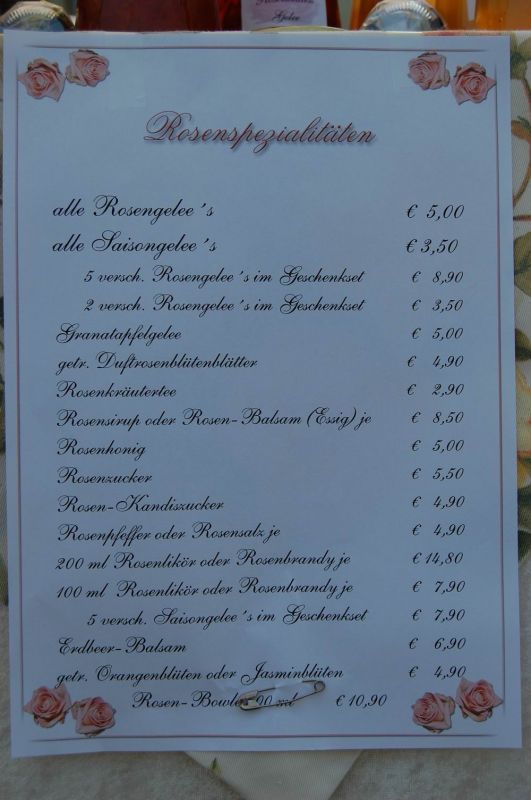 Gelee
Rosenspezialitäten
alle Rosengelee´s € 5,00
alle Saisongelee´s € 3,50
5 versch. Rosengelee´s im Geschenkset € 8,90
2 versch. Rosengelee´s im Geschenkset € 3,50
Granatapfelgelee € 5,00
getr. Duftrosenblütenblätter € 4,90
Rosenkräutertee € 2,90
Rosensirup oder Rosen-Balsam (Essig) je € 8,50
Rosenhonig € 5,00
Rosenzucker € 5,50
Rosen-Kandiszucker € 4,90
Rosenpfeffer oder Rosensalz je € 4,90
200 ml Rosenlikör oder Rosenbrandy je € 14,80
100 ml Rosenlikör oder Rosenbrandy je € 7,90
5 versch. Saisongelee´s im Geschenkset € 7,90
Erdbeer-Balsam € 6,90
getr. Orangenblüten oder Jasminblüten € 4,90
Rosen-Bowle ml € 10,90